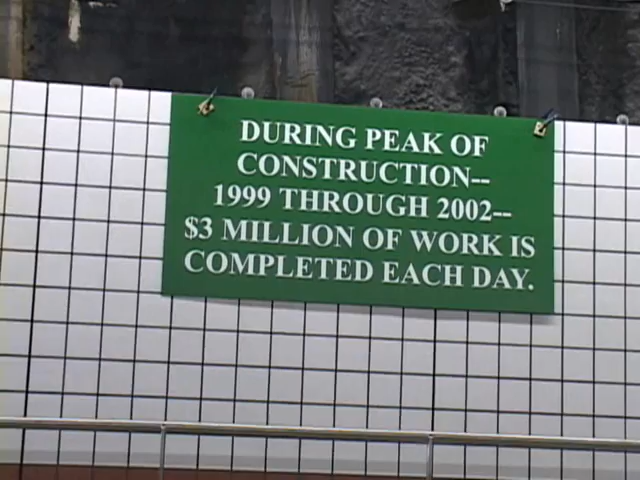 DURING PEAK OF
CONSTRUCTION--
1999 THROUGH 2002--
$3 MILLION OF WORK IS
COMPLETED EACH DAY.